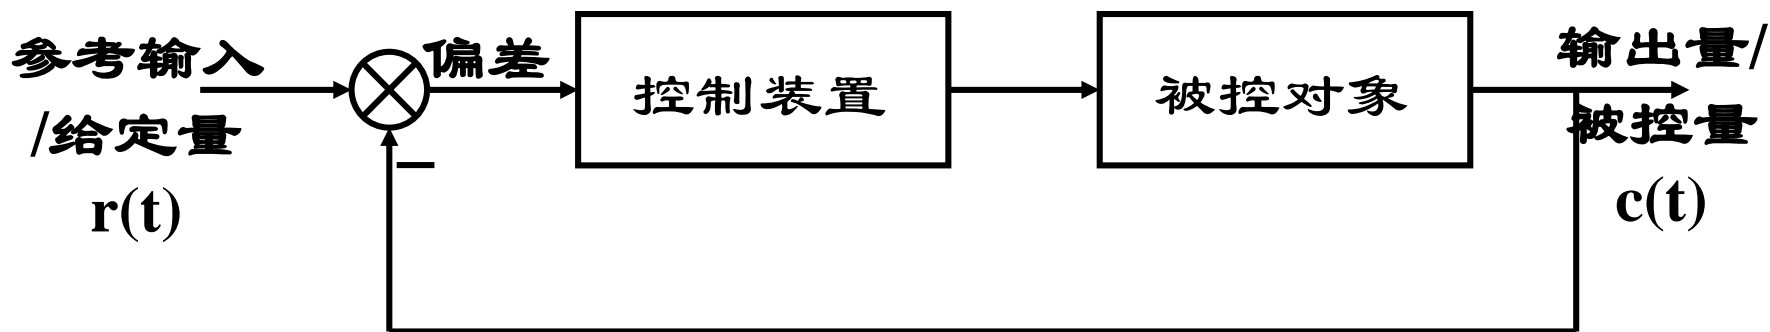 参考输入
/给定量
r(t)
偏差
—
控制装置
被控对象
输出量/
被控量
c(t)